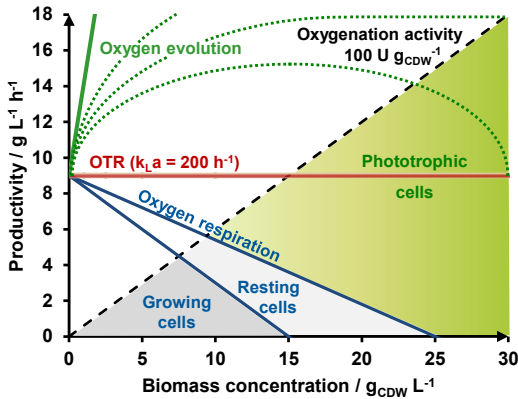 18
16
14
12
10
8
6
4
2
0
Productivity / g L-1 h-1
Oxygen evolution
Oxygenation activity
100 U gCDW-1
OTR (kLa = 200 h-1)
Phototrophic
cells
Oxygen respiration
Resting
cells
Growing
cells
0
5
10
15
20
25
30
Biomass concentration / gCDW L-1